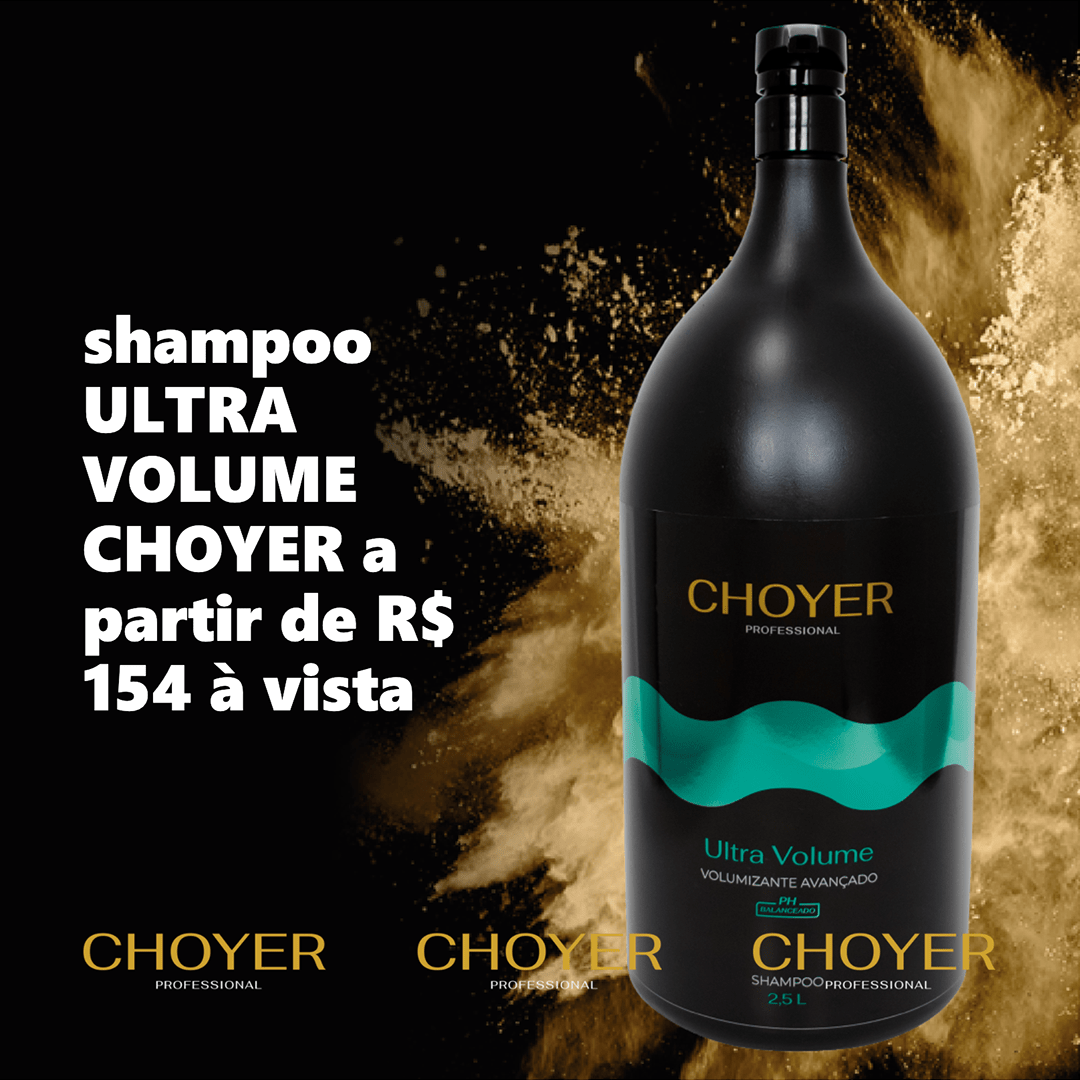 shampoo
ULTRA
VOLUME
CHOYER a
partir de R$
154 à vista
CHOYER
PROFESSIONAL
Ultra Volume
VOLUMIZANTE AVANÇADO
PH
BALANCEADO
SHAMPOO
2,5 L
CHOYER
PROFESSIONAL
CHOYER
PROFESSIONAL
CHOYER
PROFESSIONAL